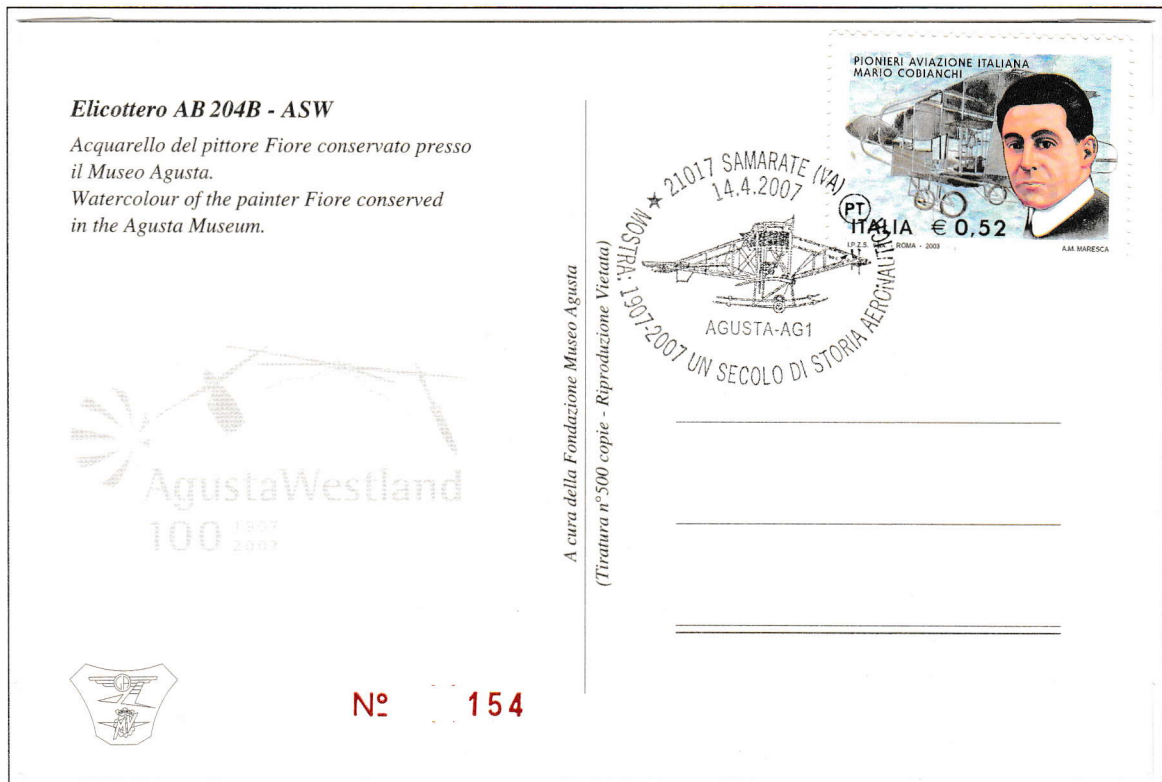 Elicottero AB 204B - ASW
Acquarello del pittore Fiore conservato presso
il Museo Agusta.
Watercolour of the painter Fiore conserved
in the Agusta Museum.
AgustaWestland
100 1907
2007
Nº 154
A cura della Fondazione Museo Agusta
(Tiratura n°500 copie - Riproduzione Vietata)
★ 21017 SAMARATE (VA)
14.4.2007
MOSTRA: 1907-2007 UN SECOLO DI STORIA AERONAUTICA
AGUSTA-AG1
PT
PIONIERI AVIAZIONE ITALIANA
MARIO COBIANCHI
ITALIA € 0,52
I.P.Z.S. ROMA - 2003
A.M. MARESCA